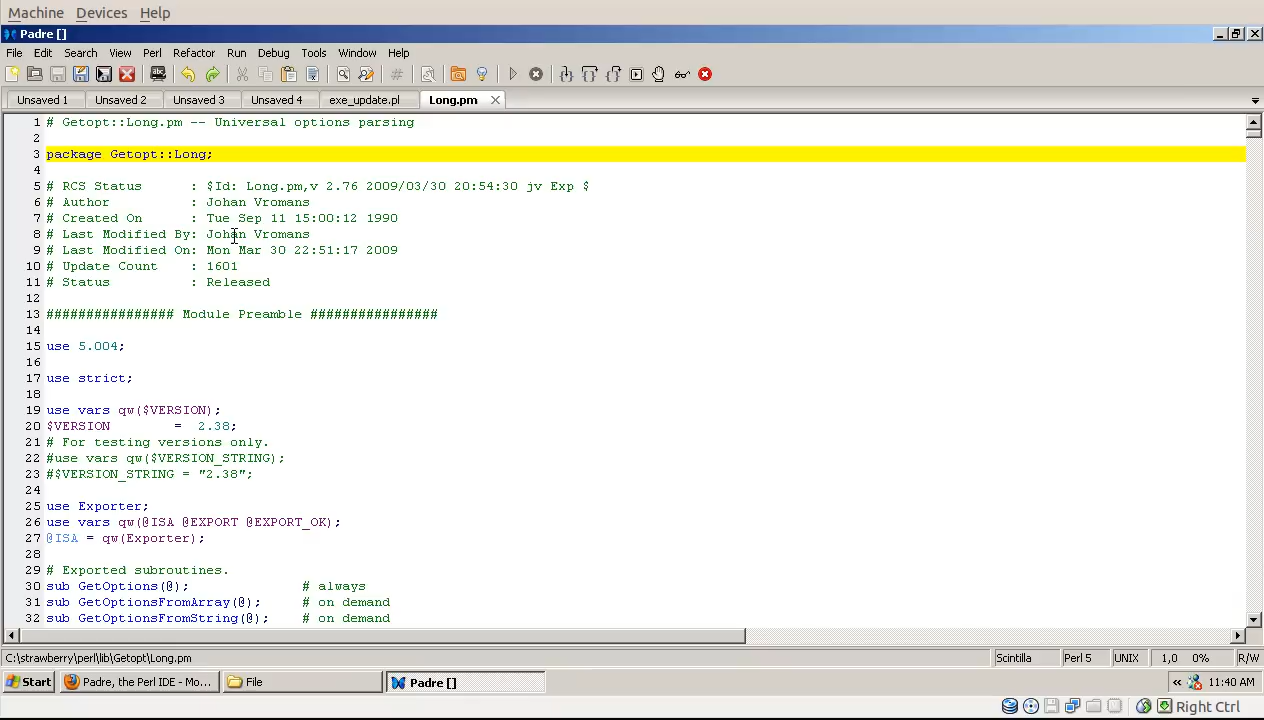 Machine Devices Help
Padre []
File Edit Search View Perl Refactor Run Debug Tools Window Help
Unsaved 1 Unsaved 2 Unsaved 3 Unsaved 4 exe_update.pl Long.pm
1 # Getopt::Long.pm -- Universal options parsing
2
3 package Getopt::Long;
4
5 # RCS Status      : $Id: Long.pm,v 2.76 2009/03/30 20:54:30 jv Exp $
6 # Author          : Johan Vromans
7 # Created On      : Tue Sep 11 15:00:12 1990
8 # Last Modified By: Johan Vromans
9 # Last Modified On: Mon Mar 30 22:51:17 2009
10 # Update Count    : 1601
11 # Status          : Released
12
13 ################ Module Preamble ################
14
15 use 5.004;
16
17 use strict;
18
19 use vars qw($VERSION);
20 $VERSION        =  2.38;
21 # For testing versions only.
22 #use vars qw($VERSION_STRING);
23 #$VERSION_STRING = "2.38";
24
25 use Exporter;
26 use vars qw(@ISA @EXPORT @EXPORT_OK);
27 @ISA = qw(Exporter);
28
29 # Exported subroutines.
30 sub GetOptions(@);              # always
31 sub GetOptionsFromArray(@);     # on demand
32 sub GetOptionsFromString(@);    # on demand
C:\strawberry\perl\lib\Getopt\Long.pm Scintilla Perl 5 UNIX 1,0 0% R/W
Start Padre, the Perl IDE - Mo... File Padre [] « 11:40 AM
Right Ctrl